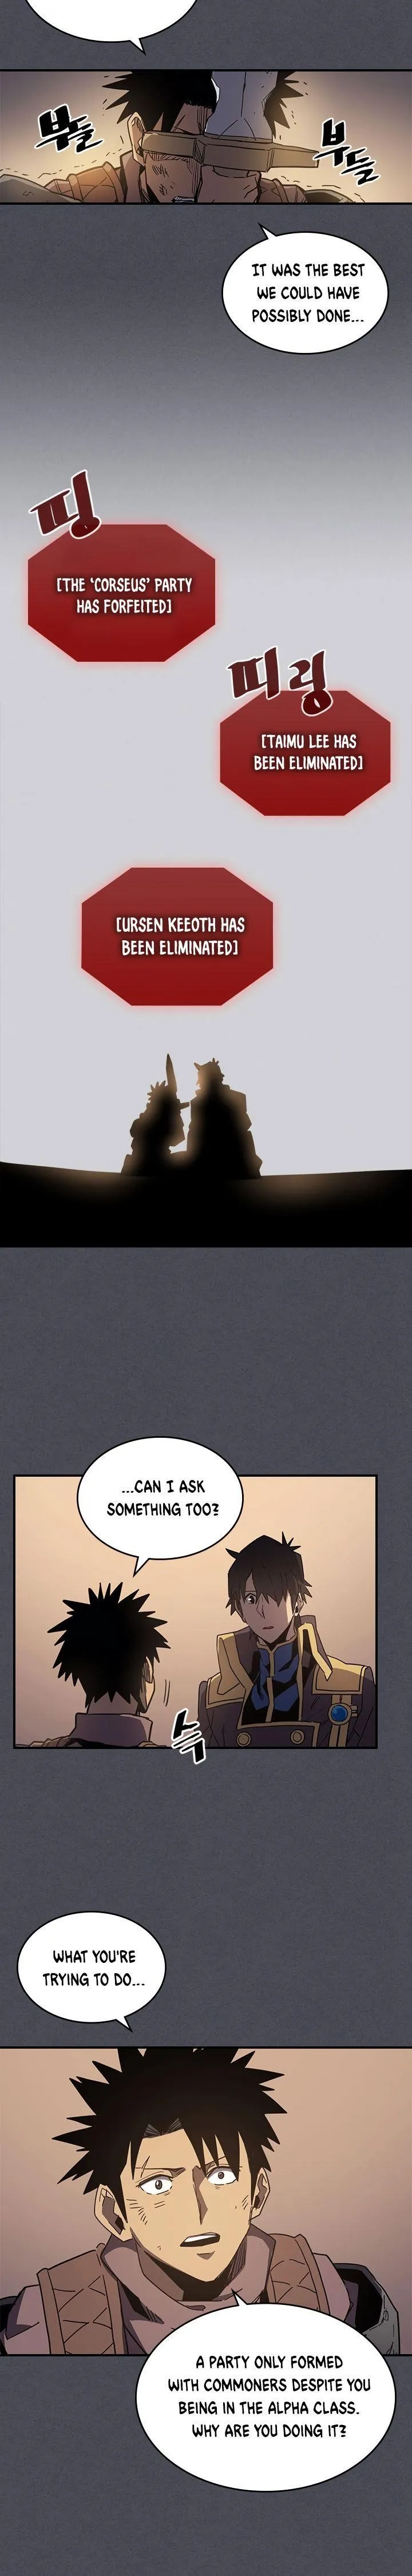 부들
부들
IT WAS THE BEST
WE COULD HAVE
POSSIBLY DONE...
핑
[THE 'CORSEUS' PARTY
HAS FORFEITED]
띠링
[TAIMU LEE HAS
BEEN ELIMINATED]
[URSEN KEEOTH HAS
BEEN ELIMINATED]
...CAN I ASK
SOMETHING TOO?
스윽
WHAT YOU'RE
TRYING TO DO...
A PARTY ONLY FORMED
WITH COMMONERS DESPITE YOU
BEING IN THE ALPHA CLASS.
WHY ARE YOU DOING IT?